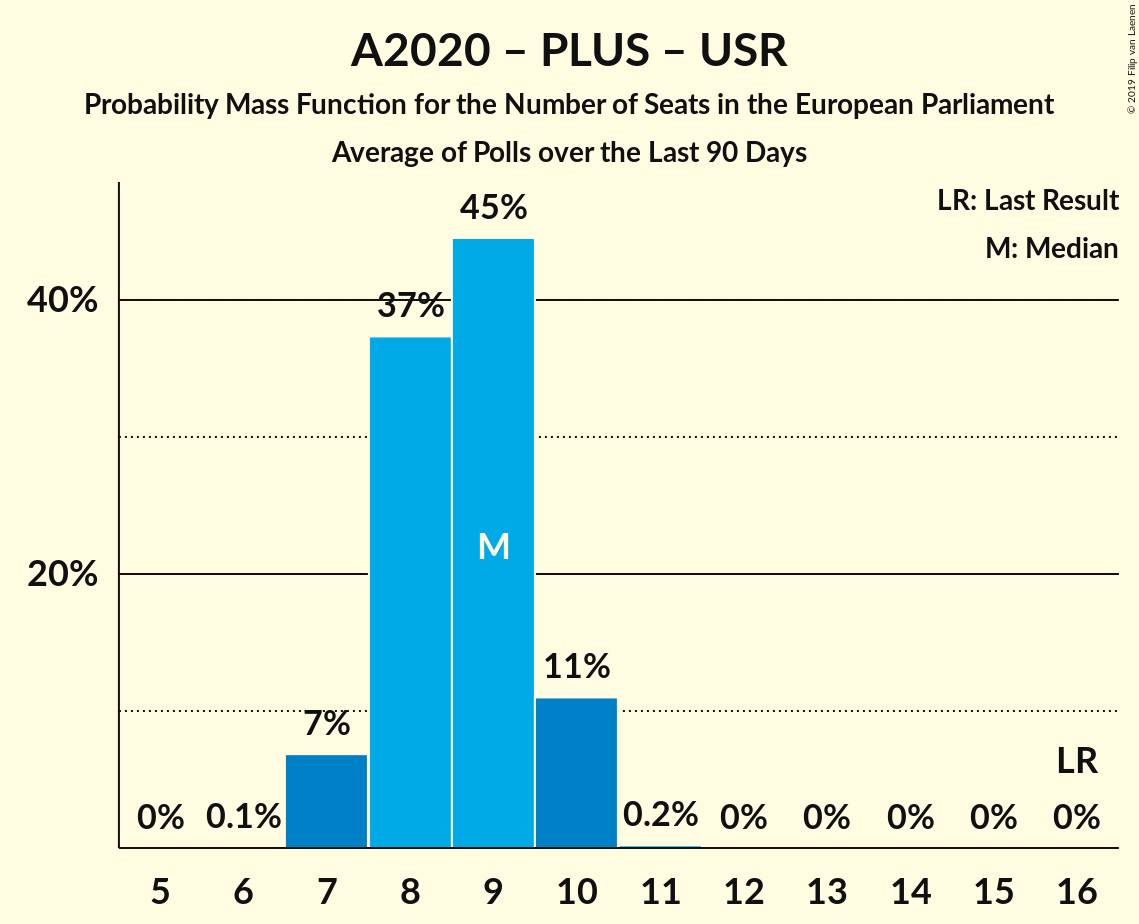 A2020 – PLUS – USR
Probability Mass Function for the Number of Seats in the European Parliament
Average of Polls over the Last 90 Days
© 2019 Filip van Laenen
LR: Last Result
M: Median
45%
40%
37%
M
20%
11%
7%
LR
0% 0.1% 0.2% 0% 0% 0% 0% 0%
5 6 7 8 9 10 11 12 13 14 15 16